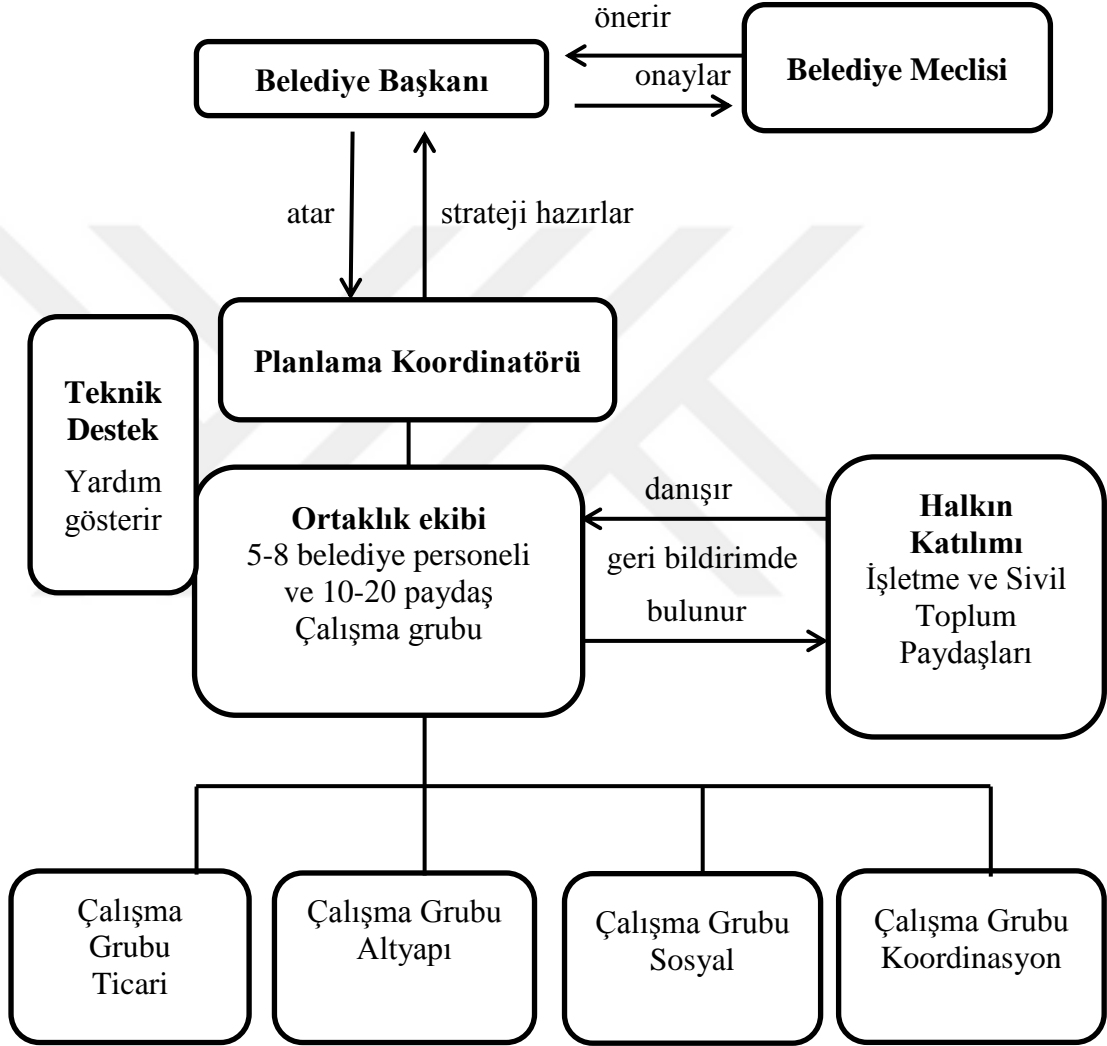 önerir
Belediye Başkanı
onaylar
Belediye Meclisi
atar
strateji hazırlar
Planlama Koordinatörü
Teknik
Destek
Yardım
gösterir
Ortaklık ekibi
5-8 belediye personeli
ve 10-20 paydaş
Çalışma grubu
danışır
geri bildirimde
bulunur
Halkın
Katılımı
İşletme ve Sivil
Toplum
Paydaşları
Çalışma
Grubu
Ticari
Çalışma Grubu
Altyapı
Çalışma Grubu
Sosyal
Çalışma Grubu
Koordinasyon